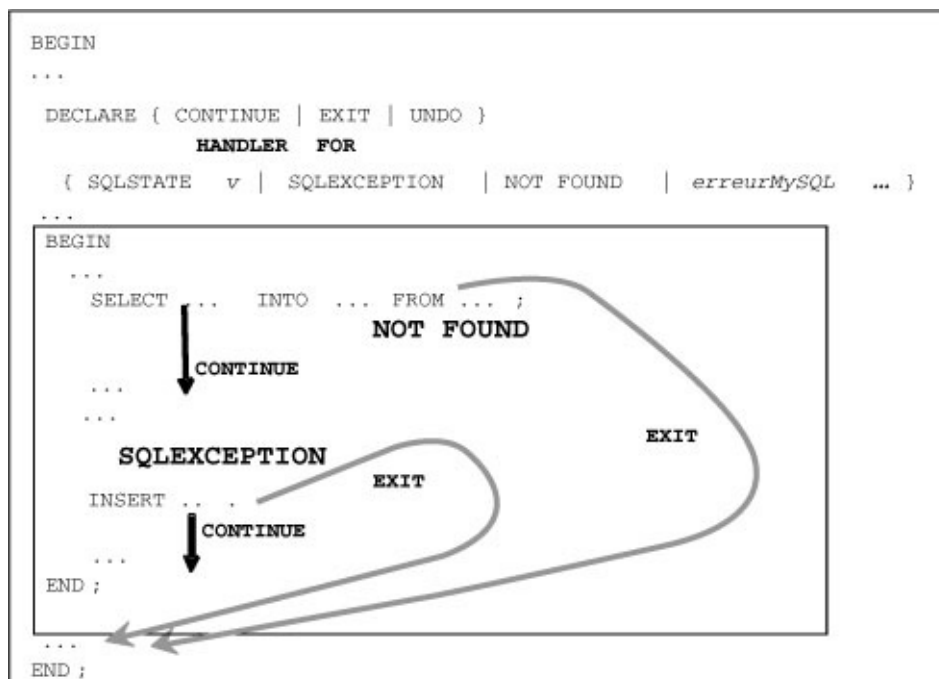 BEGIN
...
DECLARE { CONTINUE | EXIT | UNDO }
HANDLER FOR
{ SQLSTATE v | SQLEXCEPTION | NOT FOUND | erreurMySQL ... }
...
BEGIN
...
SELECT ... INTO ... FROM ... ;
NOT FOUND
CONTINUE
...
...
EXIT
SQLEXCEPTION
EXIT
INSERT .. .
CONTINUE
...
END ;
...
END ;